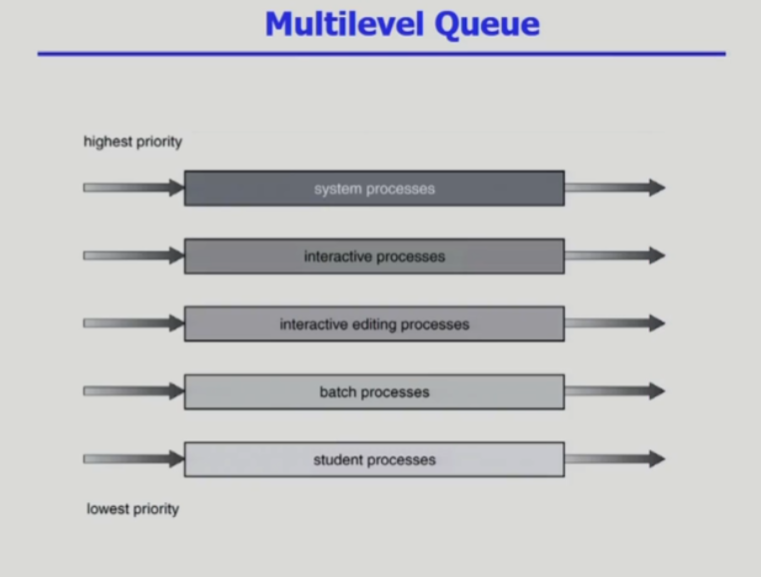 Multilevel Queue
highest priority
system processes
interactive processes
interactive editing processes
batch processes
student processes
lowest priority